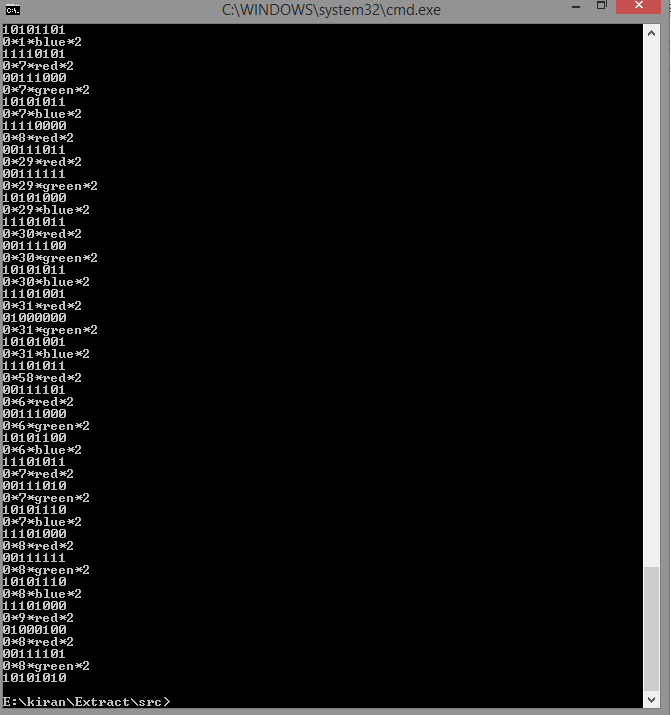 C:\WINDOWS\system32\cmd.exe
10101101
0*1*blue*2
11110101
0*7*red*2
00111000
0*7*green*2
10101011
0*7*blue*2
11110000
0*8*red*2
00111011
0*29*red*2
00111111
0*29*green*2
10101000
0*29*blue*2
11101011
0*30*red*2
00111100
0*30*green*2
10101011
0*30*blue*2
11101001
0*31*red*2
01000000
0*31*green*2
10101001
0*31*blue*2
11101011
0*58*red*2
00111101
0*6*red*2
00111000
0*6*green*2
10101100
0*6*blue*2
11101011
0*7*red*2
00111010
0*7*green*2
10101110
0*7*blue*2
11101000
0*8*red*2
00111111
0*8*green*2
10101110
0*8*blue*2
11101000
0*9*red*2
01000100
0*8*red*2
00111101
0*8*green*2
10101010
E:\kiran\Extract\src>